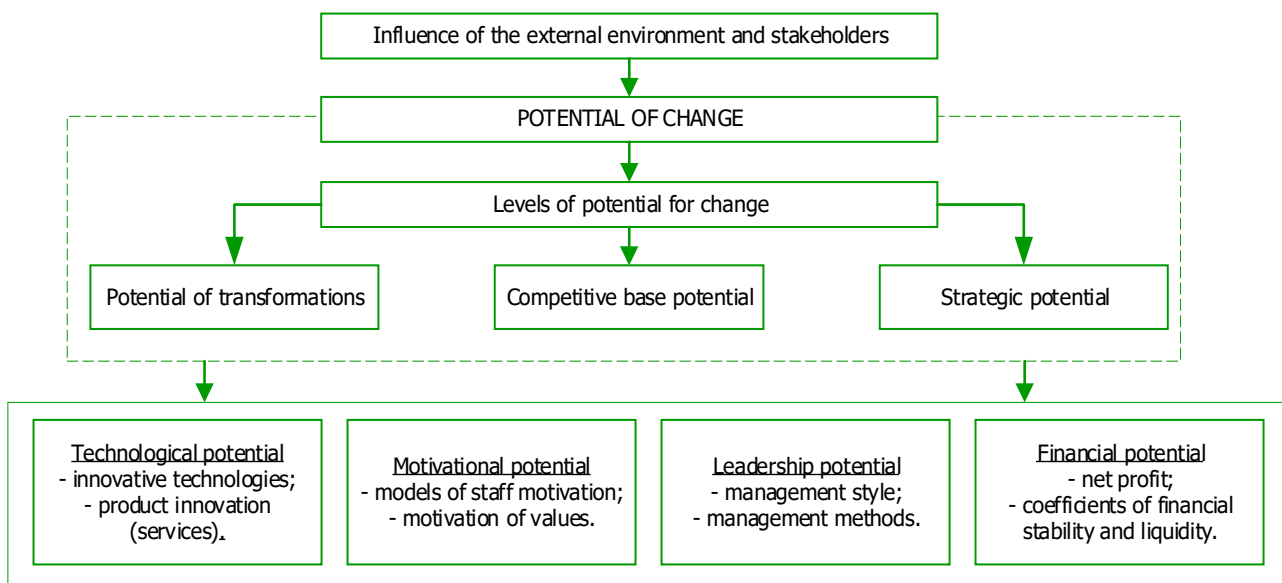 Influence of the external environment and stakeholders
POTENTIAL OF CHANGE
Levels of potential for change
Potential of transformations
Competitive base potential
Strategic potential
Technological potential
- innovative technologies;
- product innovation
(services).
Motivational potential
- models of staff motivation;
- motivation of values.
Leadership potential
- management style;
- management methods.
Financial potential
- net profit;
- coefficients of financial
stability and liquidity.